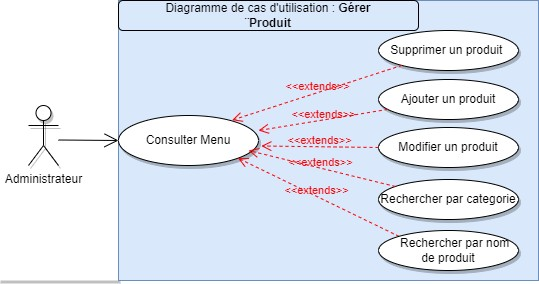 Diagramme de cas d'utilisation : Gérer
¨Produit
Supprimer un produit
<<extends>>
Ajouter un produit
<<extends>>
Consulter Menu
<<extends>>
Modifier un produit
<<extends>>
Administrateur
<<extends>>
Rechercher par categorie
Rechercher par nom
de produit